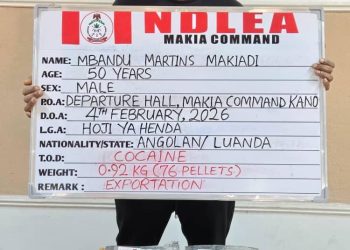 NDLEA
MAKIA COMMAND
NAME: MBANDU MARTINS MAKIADI
AGE: 50 YEARS
SEX: MALE
P.O.A: DEPARTURE HALL, MAKIA COMMAND KANO
D.O.A: 4TH FEBRUARY, 2026
L.G.A: HOJI YA HENDA
NATIONALITY/STATE: ANGOLAN/ LUANDA
T.O.D: COCAINE
WEIGHT: 0.92 KG (76 PELLETS)
REMARK: EXPORTATION